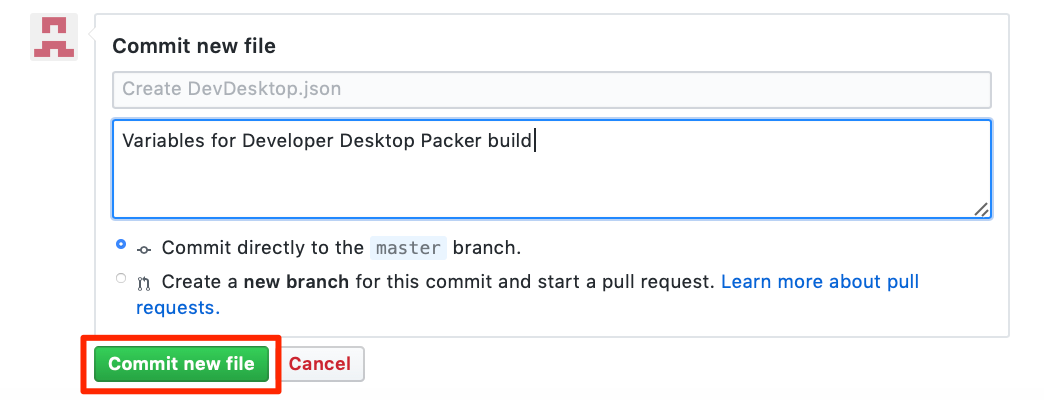 Commit new file
Create DevDesktop.json
Variables for Developer Desktop Packer build
Commit directly to the master branch.
Create a new branch for this commit and start a pull request. Learn more about pull
requests.
Commit new file Cancel